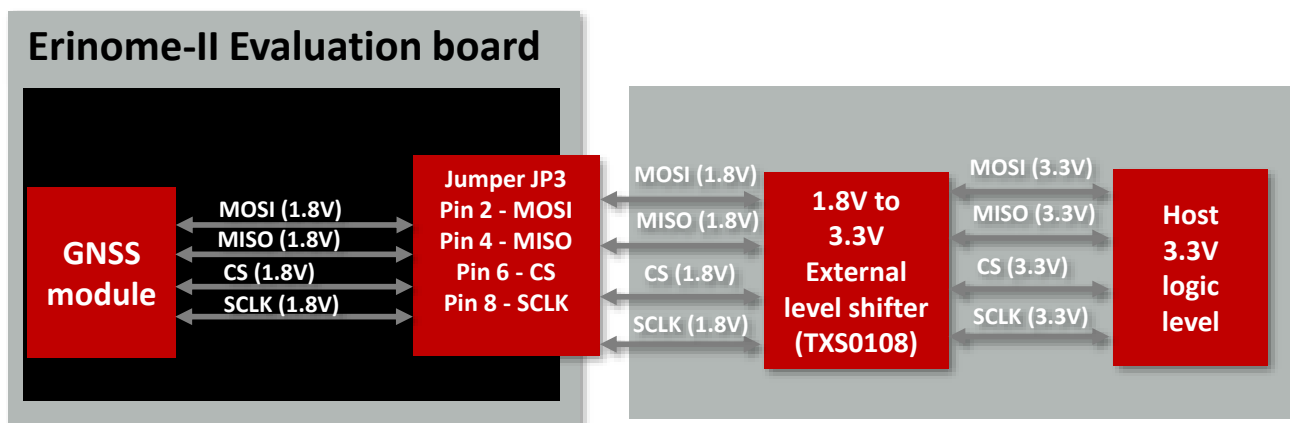 Erinome-II Evaluation board
GNSS
module
MOSI (1.8V)
MISO (1.8V)
CS (1.8V)
SCLK (1.8V)
Jumper JP3
Pin 2 - MOSI
Pin 4 - MISO
Pin 6 - CS
Pin 8 - SCLK
MOSI (1.8V)
MISO (1.8V)
CS (1.8V)
SCLK (1.8V)
1.8V to
3.3V
External
level shifter
(TXS0108)
MOSI (3.3V)
MISO (3.3V)
CS (3.3V)
SCLK (3.3V)
Host
3.3V
logic
level